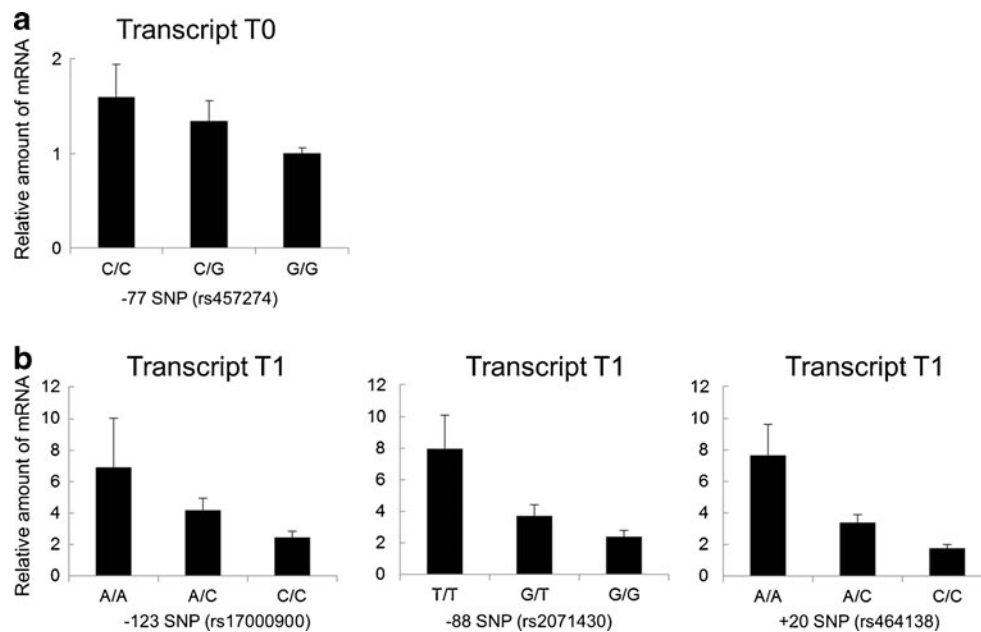 a
Transcript T0
Relative amount of mRNA
2
1
0
C/C C/G G/G
-77 SNP (rs457274)
b
Transcript T1
Relative amount of mRNA
12
10
8
6
4
2
0
A/A A/C C/C
-123 SNP (rs17000900)
Transcript T1
12
10
8
6
4
2
0
T/T G/T G/G
-88 SNP (rs2071430)
Transcript T1
12
10
8
6
4
2
0
A/A A/C C/C
+20 SNP (rs464138)